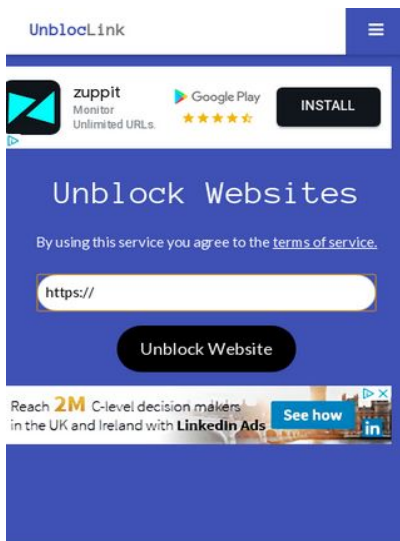 UnblocLink
zuppit
Monitor
Unlimited URLs.
Google Play
INSTALL
Unblock Websites
By using this service you agree to the terms of service.
https://
Unblock Website
Reach 2M C-level decision makers
in the UK and Ireland with LinkedIn Ads
See how
in